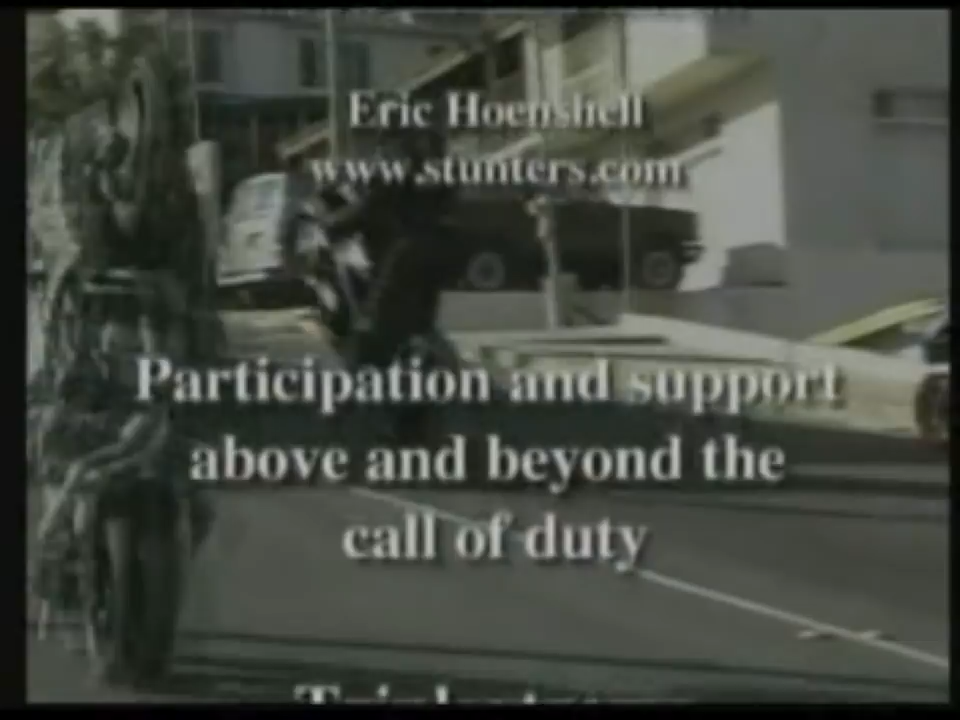 Eric Hoenshell
www.stunters.com
Participation and support
above and beyond the
call of duty